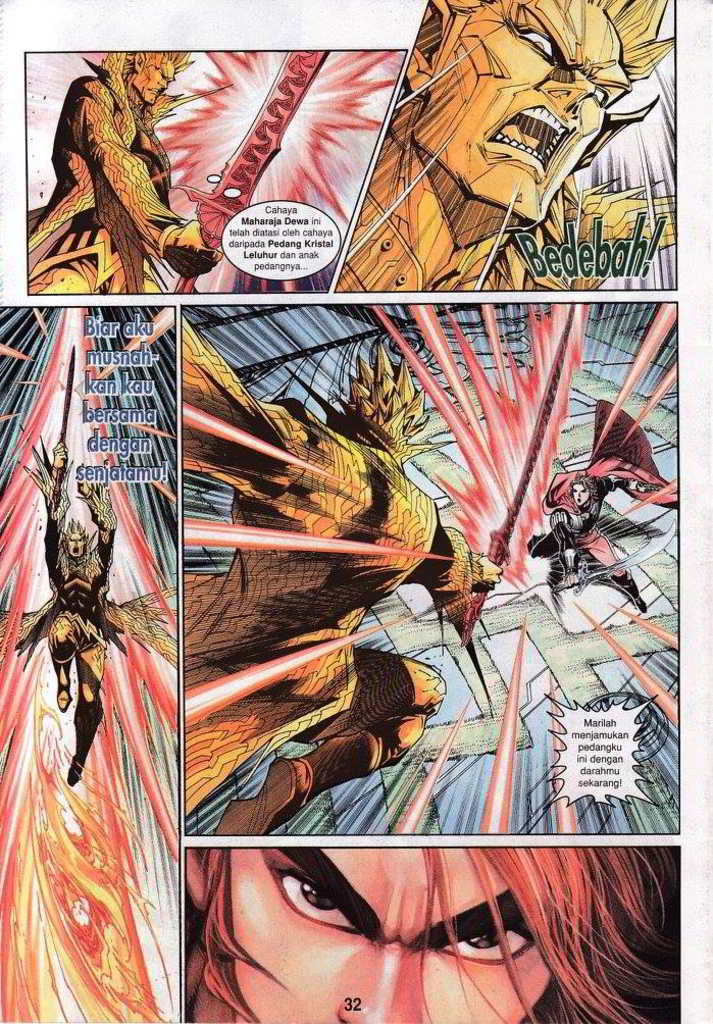 Cahaya
Maharaja Dewa ini
telah diatasi oleh cahaya
daripada Pedang Kristal
Leluhur dan anak
pedangnya...
Bedebah!
Biar aku
musnah-
kan kau
bersama
dengan
senjatamu!
Marilah
menjamukan
pedangku
ini dengan
darahmu
sekarang!
32